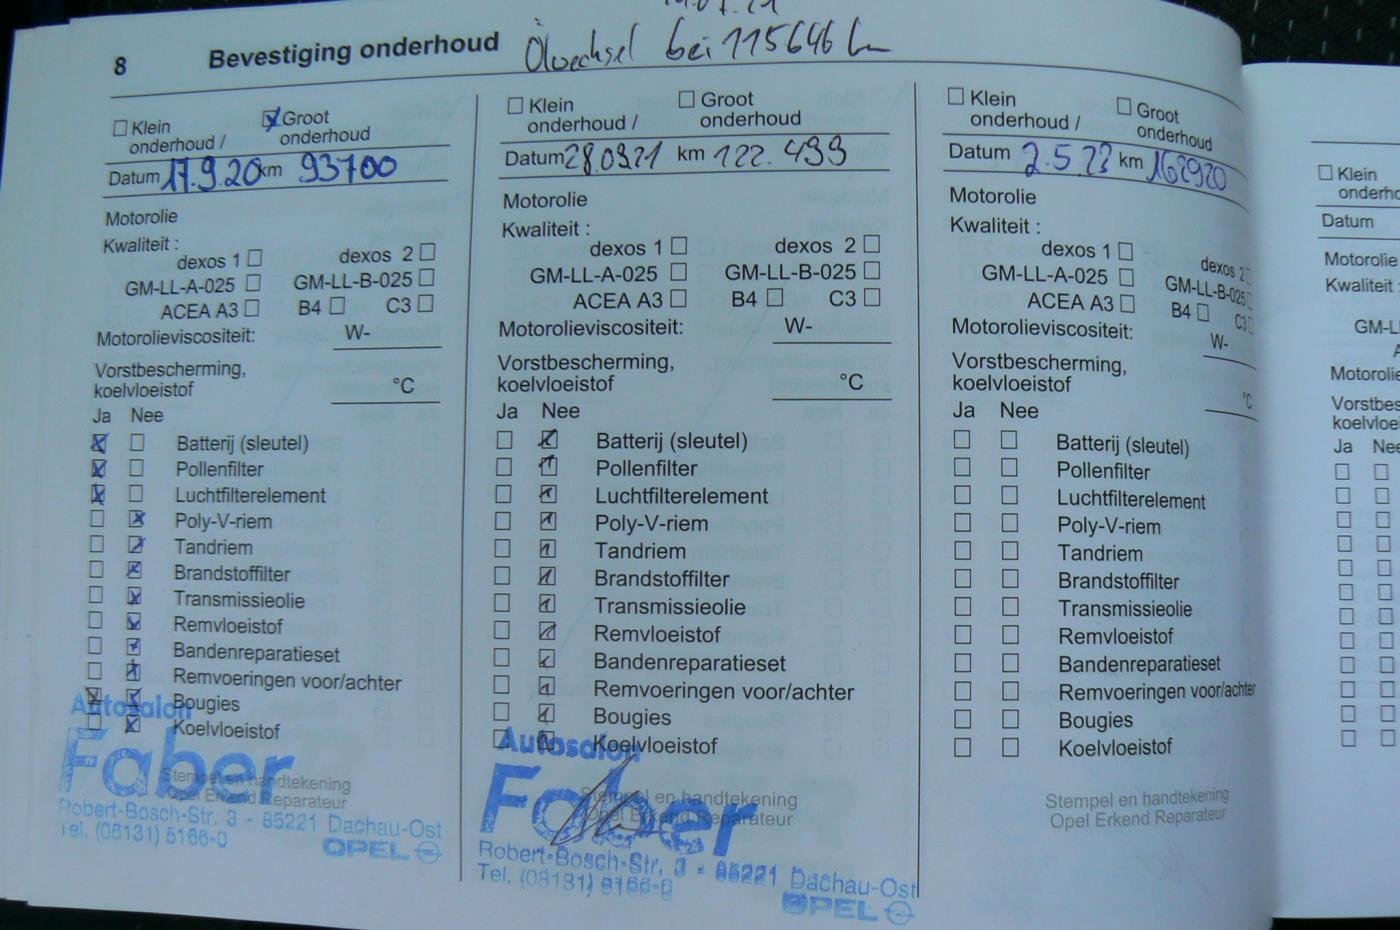 8 Bevestiging onderhoud Ölwechsel bei 115646 km
Klein onderhoud /
Groot onderhoud
Datum 17.9.20 km 93700
Motorolie
Kwaliteit :
dexos 1 dexos 2
GM-LL-A-025 GM-LL-B-025
ACEA A3 B4 C3
Motorolieviscositeit: W-
Vorstbescherming,
koelvloeistof °C
Ja Nee
Batterij (sleutel)
Pollenfilter
Luchtfilterelement
Poly-V-riem
Tandriem
Brandstoffilter
Transmissieolie
Remvloeistof
Bandenreparatieset
Remvoeringen voor/achter
Bougies
Koelvloeistof
Autosalon
Faber
Stempel en handtekening
Opel Erkend Reparateur
Robert-Bosch-Str. 3 - 85221 Dachau-Ost
Tel. (08131) 5166-0
OPEL
Klein onderhoud /
Groot onderhoud
Datum 28.09.21 km 122.499
Motorolie
Kwaliteit :
dexos 1 dexos 2
GM-LL-A-025 GM-LL-B-025
ACEA A3 B4 C3
Motorolieviscositeit: W-
Vorstbescherming,
koelvloeistof °C
Ja Nee
Batterij (sleutel)
Pollenfilter
Luchtfilterelement
Poly-V-riem
Tandriem
Brandstoffilter
Transmissieolie
Remvloeistof
Bandenreparatieset
Remvoeringen voor/achter
Bougies
Koelvloeistof
Autosalon
Faber
Stempel en handtekening
Opel Erkend Reparateur
Robert-Bosch-Str. 3 - 85221 Dachau-Ost
Tel. (08131) 5166-0
OPEL
Klein onderhoud /
Groot onderhoud
Datum 2.5.23 km 162920
Motorolie
Kwaliteit :
dexos 1 dexos 2
GM-LL-A-025 GM-LL-B-025
ACEA A3 B4 C3
Motorolieviscositeit: W-
Vorstbescherming,
koelvloeistof °C
Ja Nee
Batterij (sleutel)
Pollenfilter
Luchtfilterelement
Poly-V-riem
Tandriem
Brandstoffilter
Transmissieolie
Remvloeistof
Bandenreparatieset
Remvoeringen voor/achter
Bougies
Koelvloeistof
Stempel en handtekening
Opel Erkend Reparateur
Klein
onderho
Datum
Motorolie
Kwaliteit :
GM-L
A
Motorolie
Vorstbes
koelvloei
Ja Nee